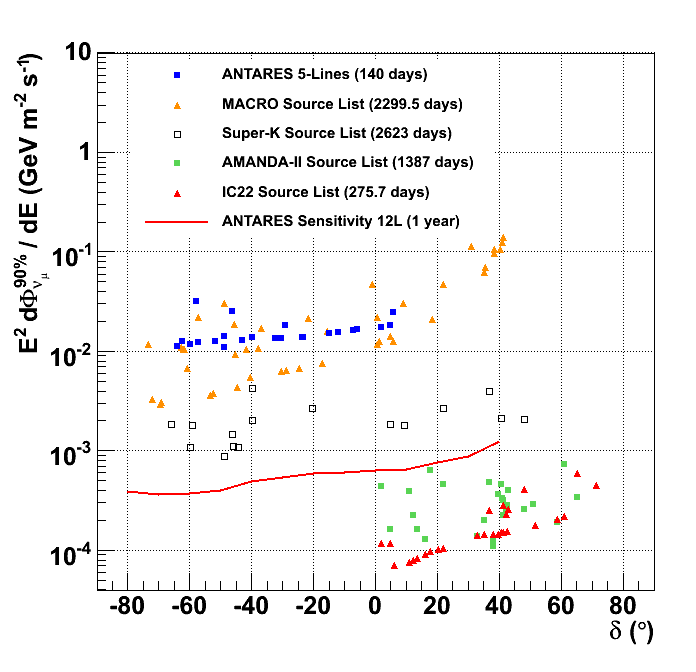 E² dΦ⁹⁰%νμ / dE (GeV m⁻² s⁻¹)
10
1
10⁻¹
10⁻²
10⁻³
10⁻⁴
ANTARES 5-Lines (140 days)
MACRO Source List (2299.5 days)
Super-K Source List (2623 days)
AMANDA-II Source List (1387 days)
IC22 Source List (275.7 days)
ANTARES Sensitivity 12L (1 year)
-80 -60 -40 -20 0 20 40 60 80
δ (°)